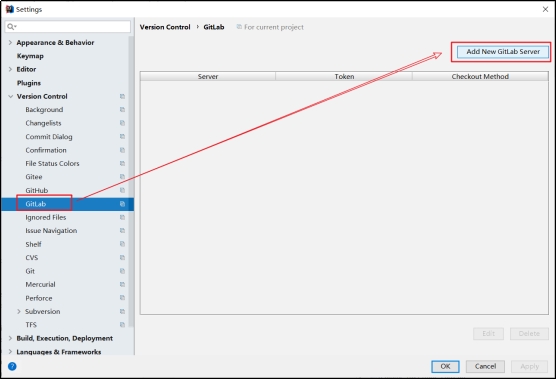 Settings
Version Control › GitLab
For current project
Appearance & Behavior
Keymap
Editor
Plugins
Version Control
Background
Changelists
Commit Dialog
Confirmation
File Status Colors
Gitee
GitHub
GitLab
Ignored Files
Issue Navigation
Shelf
CVS
Git
Mercurial
Perforce
Subversion
TFS
Build, Execution, Deployment
Languages & Frameworks
Add New GitLab Server
Server Token Checkout Method
Edit Delete
? OK Cancel Apply